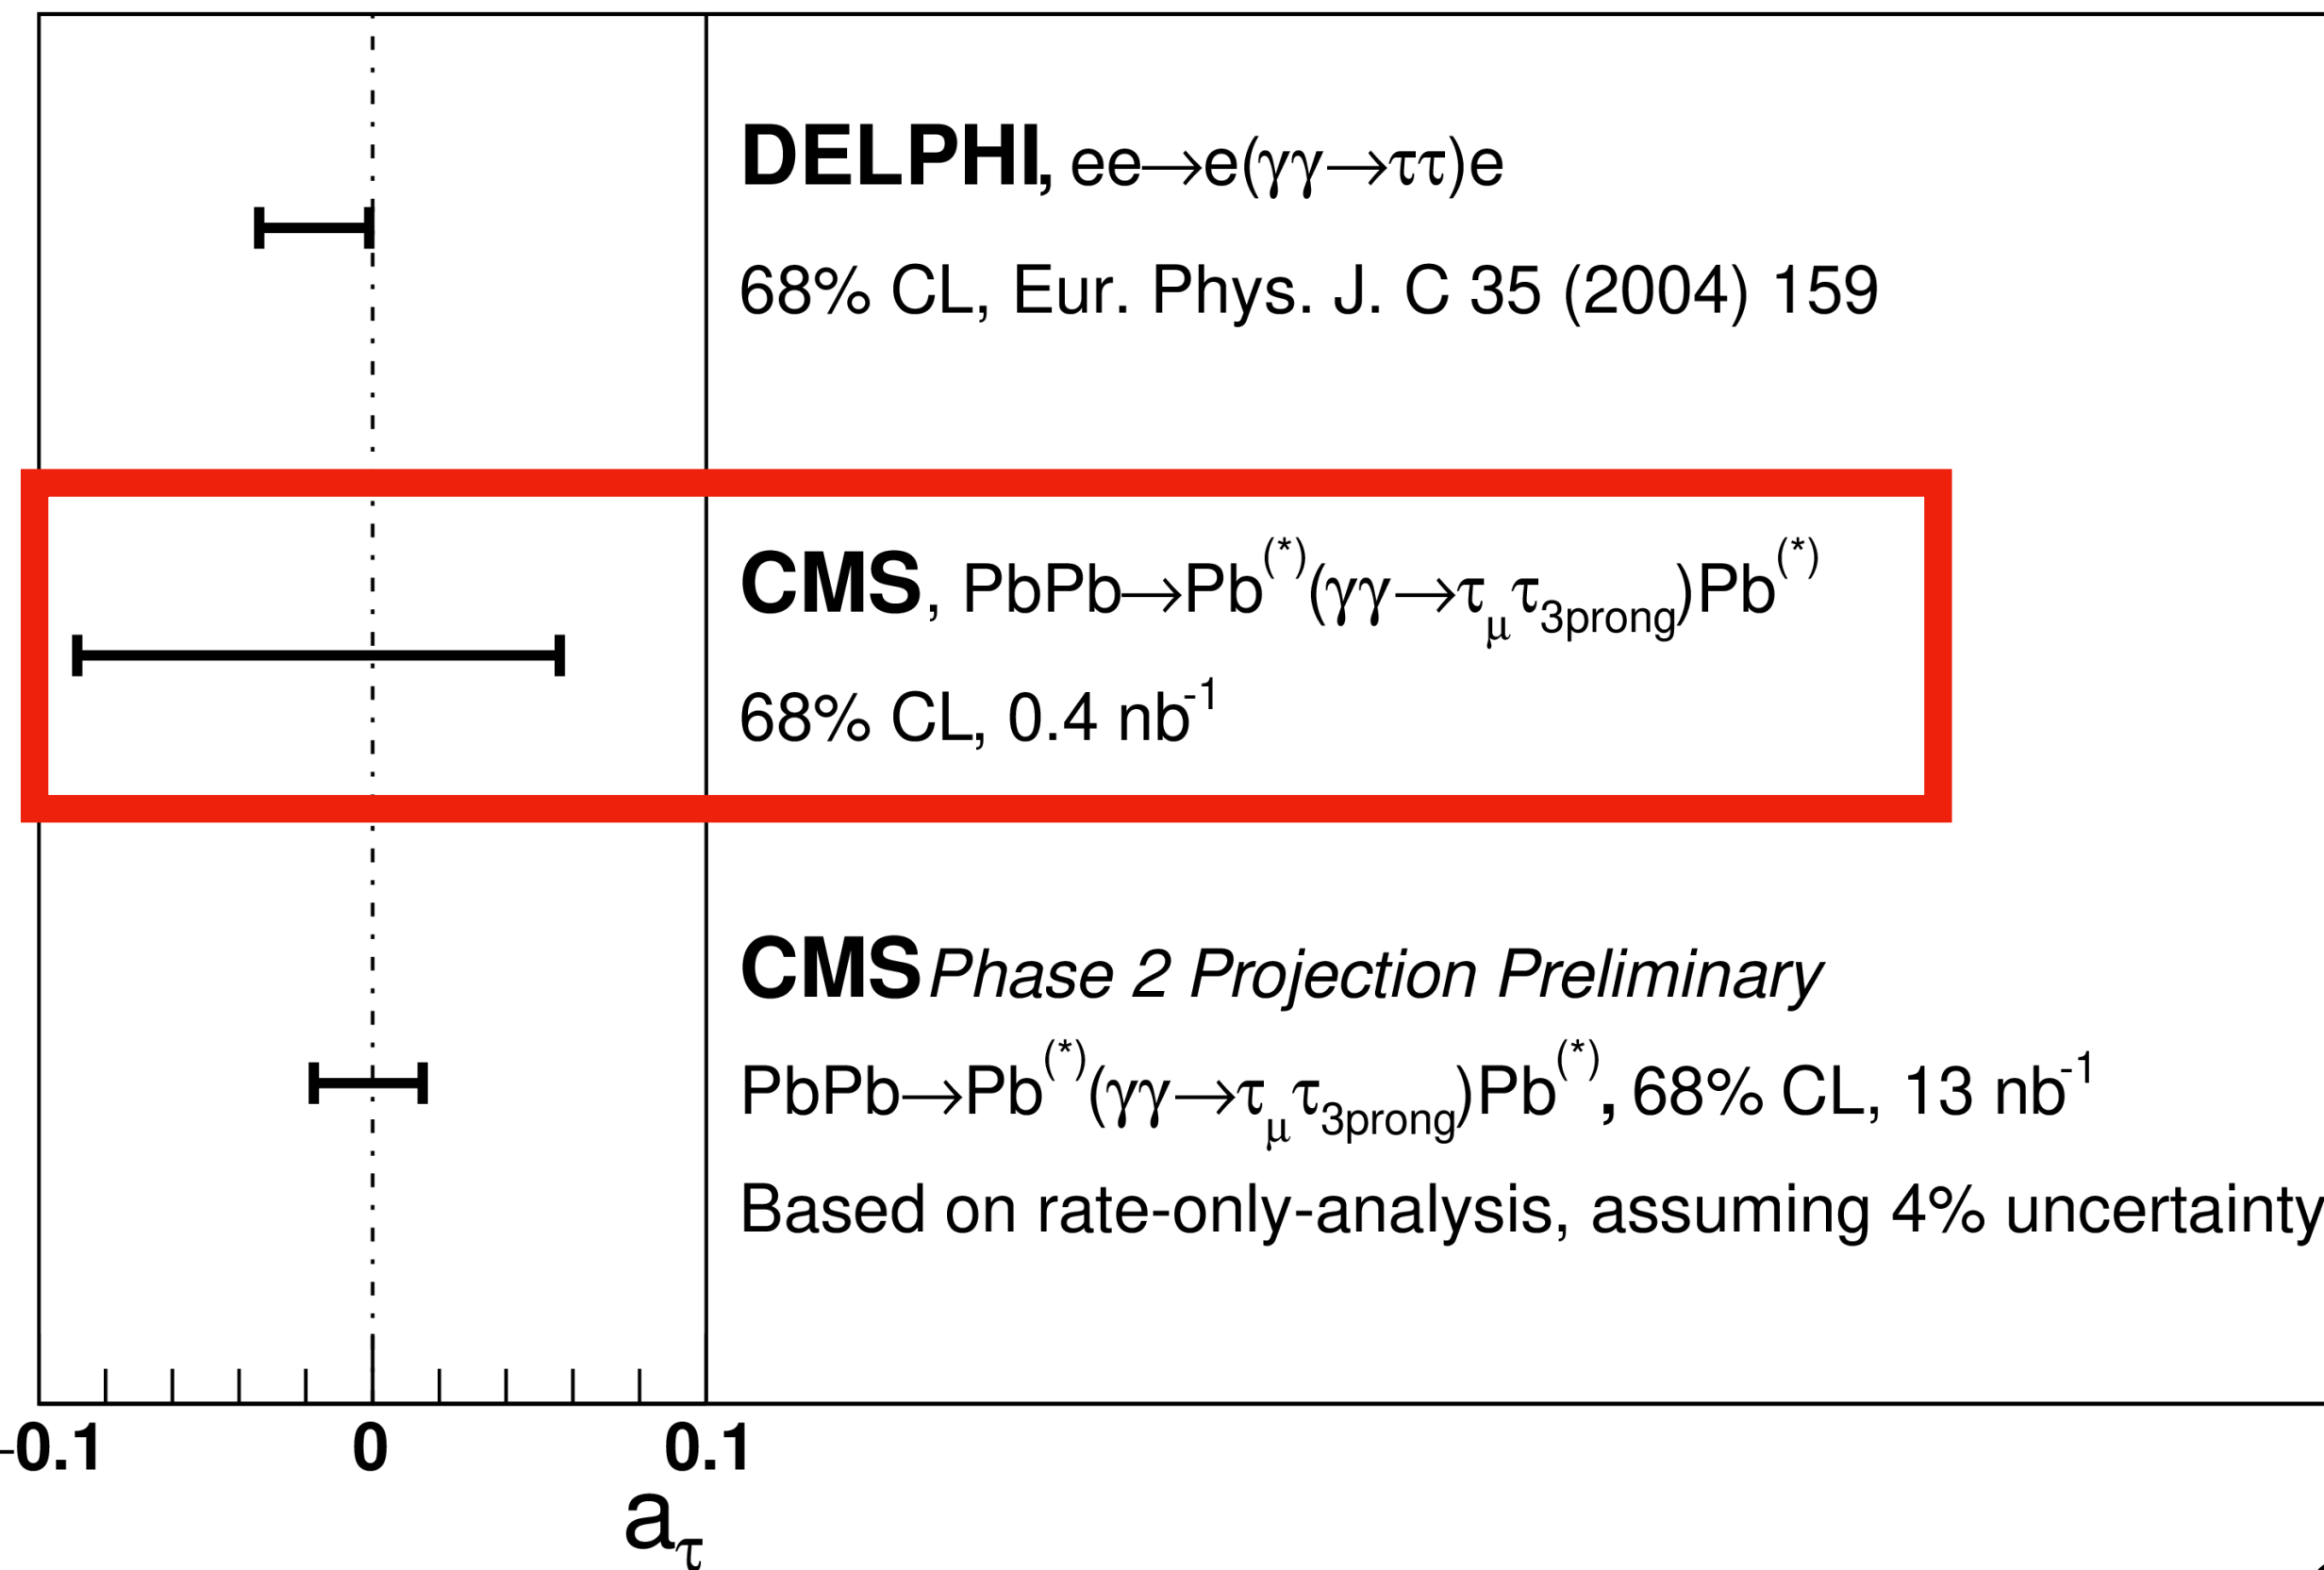 DELPHI, ee→e(γγ→ττ)e
68% CL, Eur. Phys. J. C 35 (2004) 159
CMS, PbPb→Pb(*)(γγ→τμτ3prong)Pb(*)
68% CL, 0.4 nb-1
CMS Phase 2 Projection Preliminary
PbPb→Pb(*)(γγ→τμτ3prong)Pb(*), 68% CL, 13 nb-1
Based on rate-only-analysis, assuming 4% uncertainty
-0.1 0 0.1
aτ